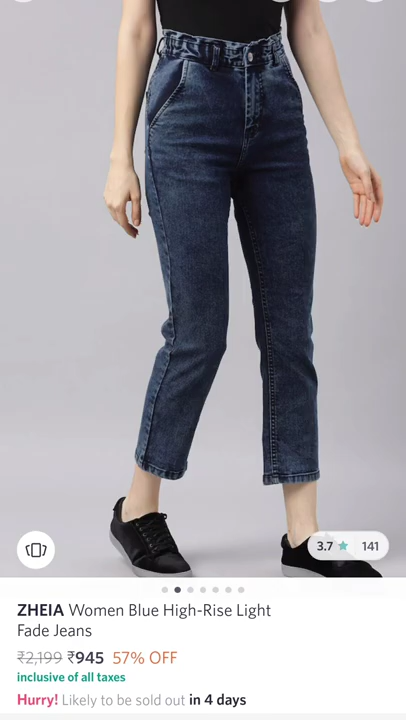 3.7 ★ 141
ZHEIA Women Blue High-Rise Light
Fade Jeans
₹2,199 ₹945 57% OFF
inclusive of all taxes
Hurry! Likely to be sold out in 4 days